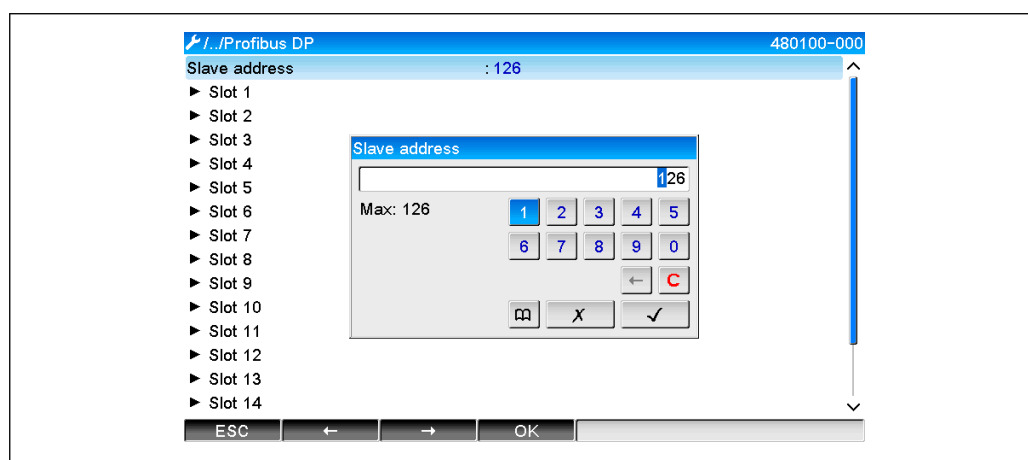 /../Profibus DP 480100-000
Slave address : 126
► Slot 1
► Slot 2
► Slot 3
► Slot 4
► Slot 5
► Slot 6
► Slot 7
► Slot 8
► Slot 9
► Slot 10
► Slot 11
► Slot 12
► Slot 13
► Slot 14
Slave address
126
Max: 126
1 2 3 4 5
6 7 8 9 0
← C
✗ ✓
ESC ← → OK